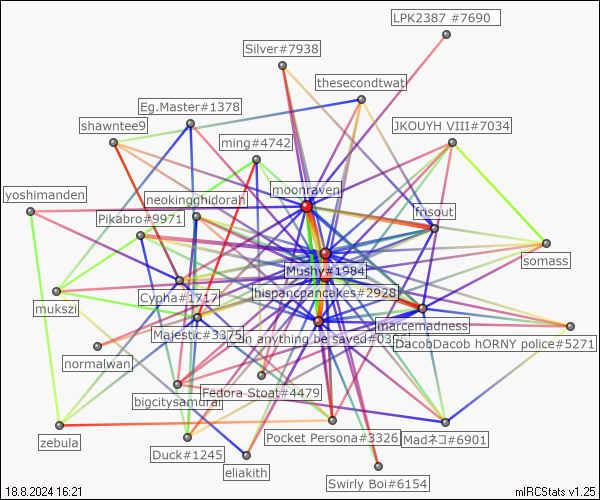 LPK2387 #7690
Silver#7938
thesecondtwat
Eg.Master#1378
shawntee9
JKOUYH VIII#7034
ming#4742
moonraven
yoshimanden
neokingghidorah
Pikabro#9971
frisout
somass
Mushy#1984
Cypha#1717
hispancpancakes#2928
mukszi
marcemadness
Majestic#3375
in anything be saved#03
DacobDacob hORNY police#5271
normalwan
Fedora Stoat#4479
bigcitysamurai
Pocket Persona#3326
Madネコ#6901
zebula
Duck#1245
eliakith
Swirly Boi#6154
18.8.2024 16:21
mIRCStats v1.25